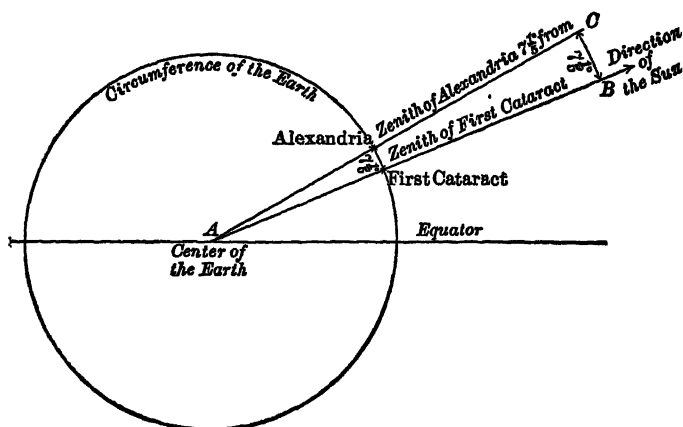 Circumference of the Earth
Zenith of Alexandria 7⅕° from
C
Direction
of
the Sun
B
Zenith of First Cataract
Alexandria
First Cataract
A
Center of
the Earth
Equator